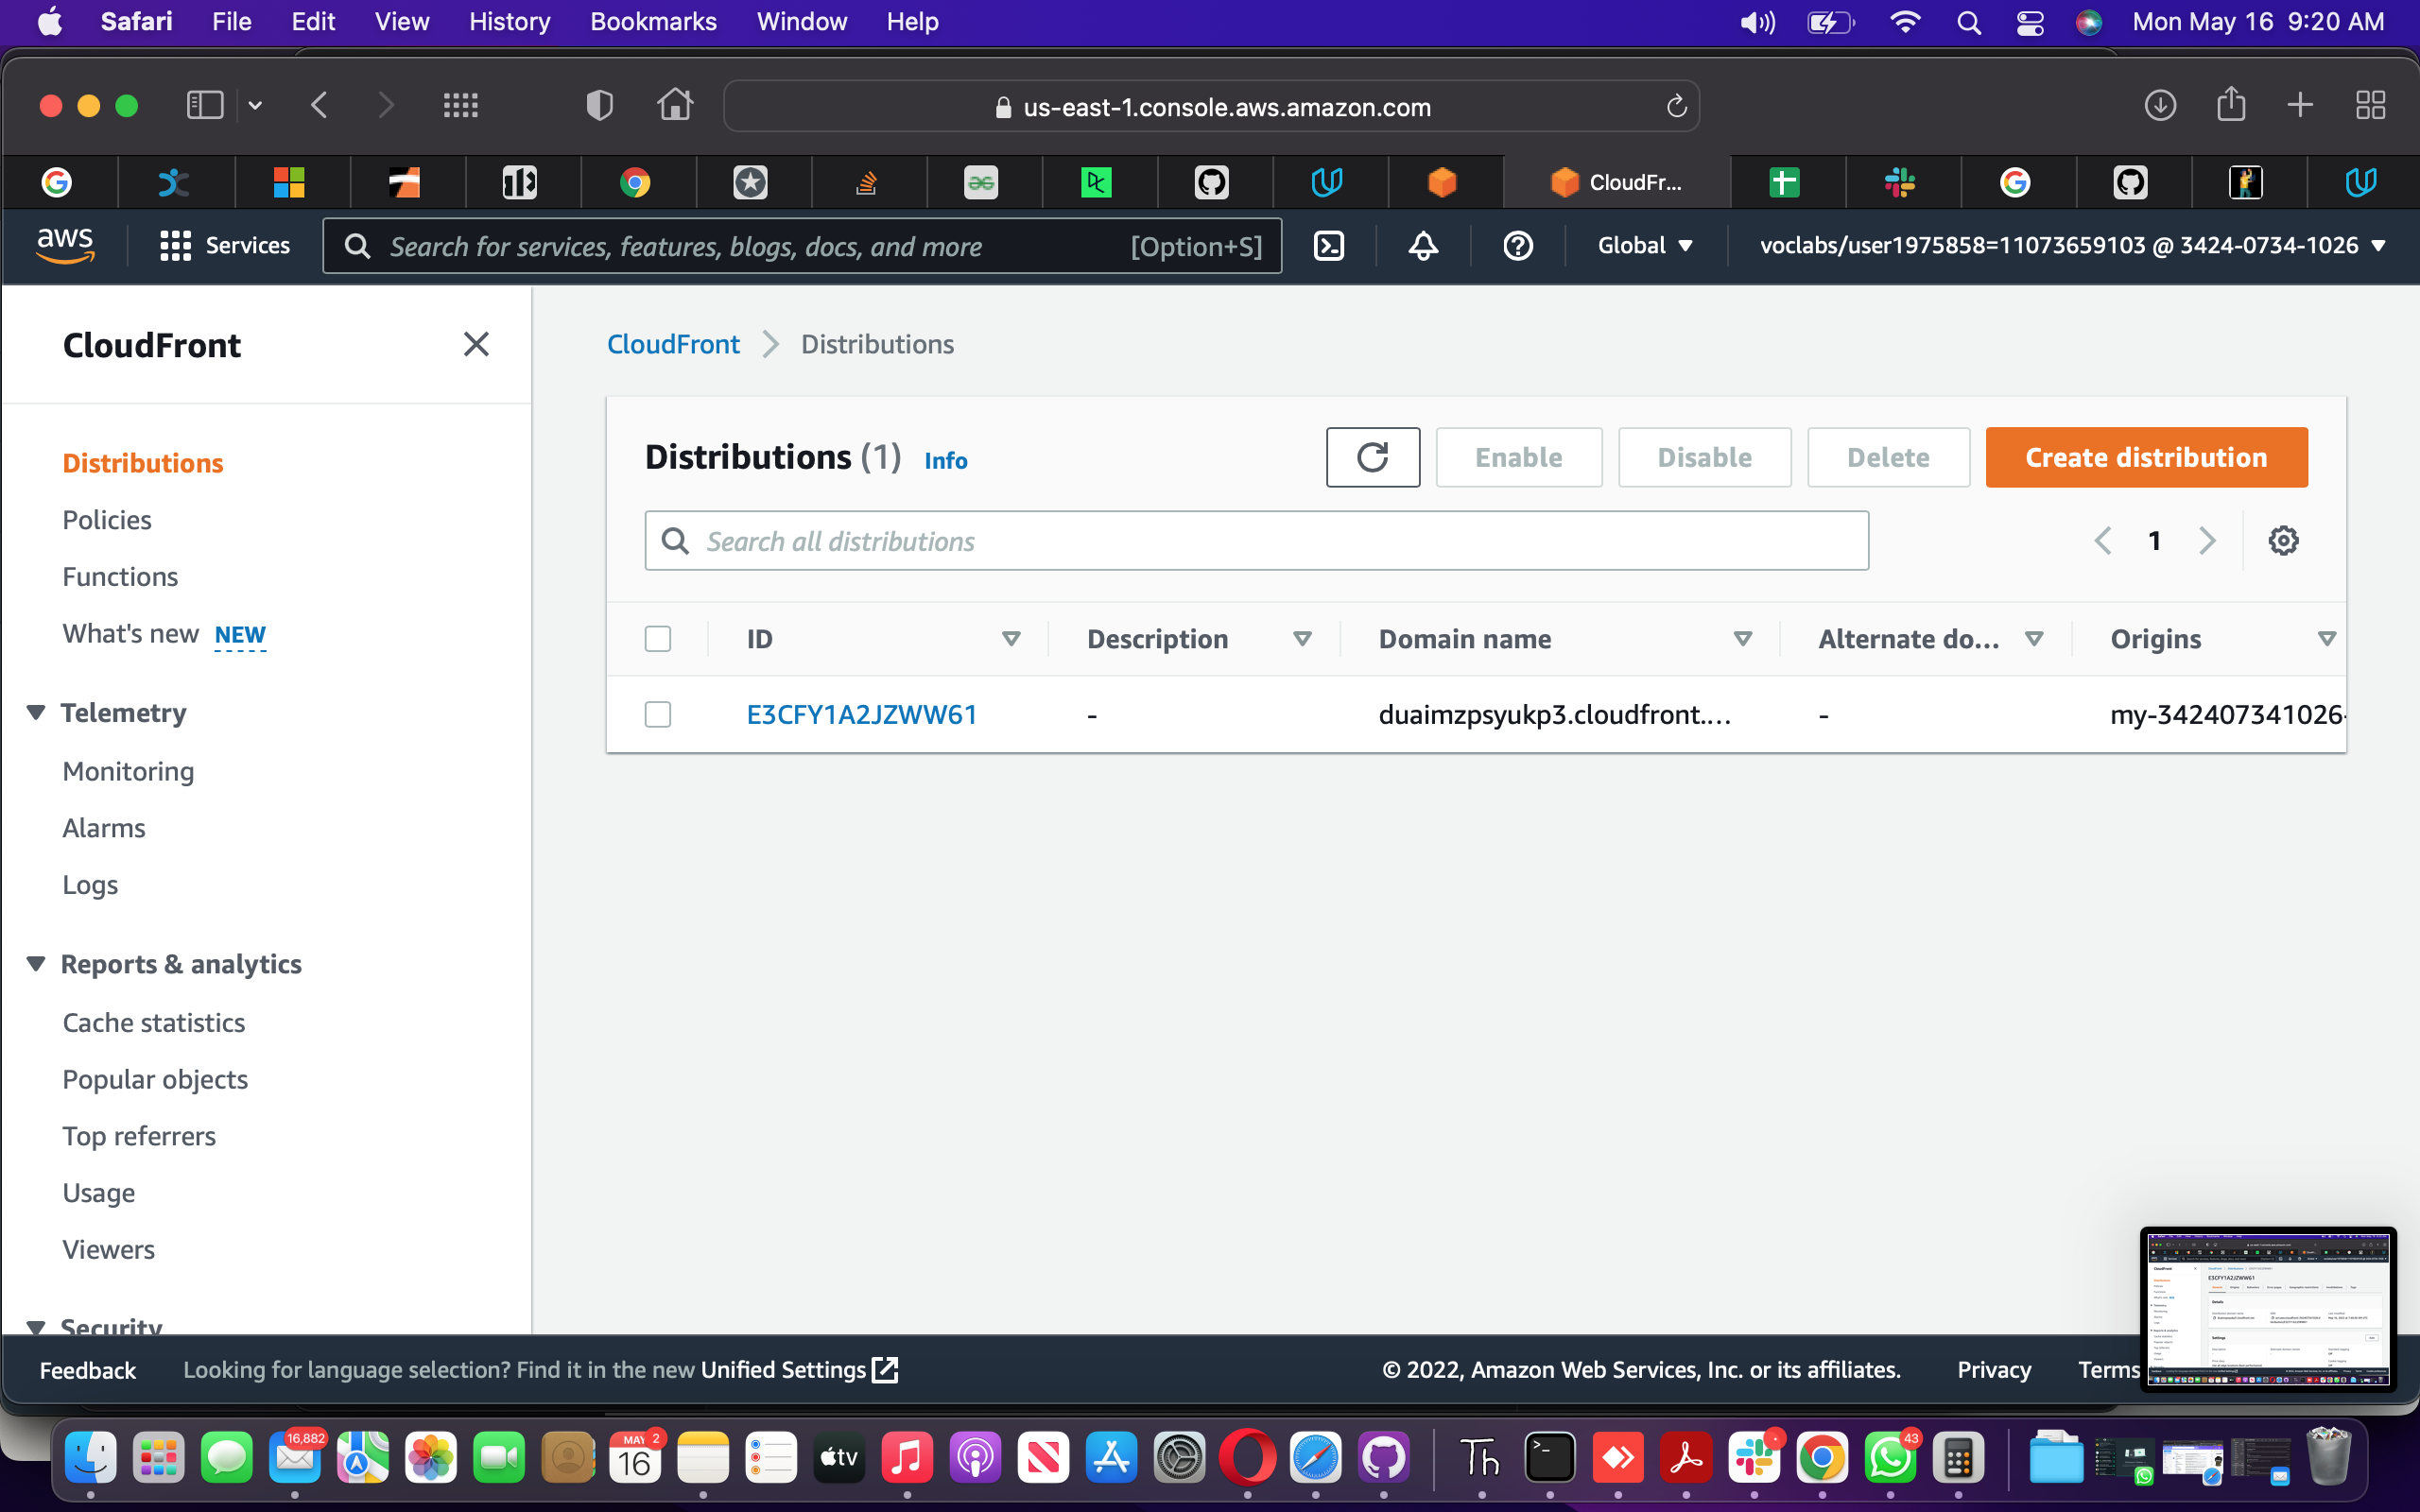 Safari File Edit View History Bookmarks Window Help Mon May 16 9:20 AM
us-east-1.console.aws.amazon.com
CloudFr...
aws Services Search for services, features, blogs, docs, and more [Option+S] Global voclabs/user1975858=11073659103 @ 3424-0734-1026
CloudFront
Distributions
Policies
Functions
What's new NEW
Telemetry
Monitoring
Alarms
Logs
Reports & analytics
Cache statistics
Popular objects
Top referrers
Usage
Viewers
Security
CloudFront Distributions
Distributions (1) Info Enable Disable Delete Create distribution
Search all distributions 1
ID Description Domain name Alternate do... Origins
E3CFY1A2JZWW61 - duaimzpsyukp3.cloudfront.... - my-342407341026-
Feedback Looking for language selection? Find it in the new Unified Settings © 2022, Amazon Web Services, Inc. or its affiliates. Privacy Terms
16,882
MAY 2
16
tv
Th
43